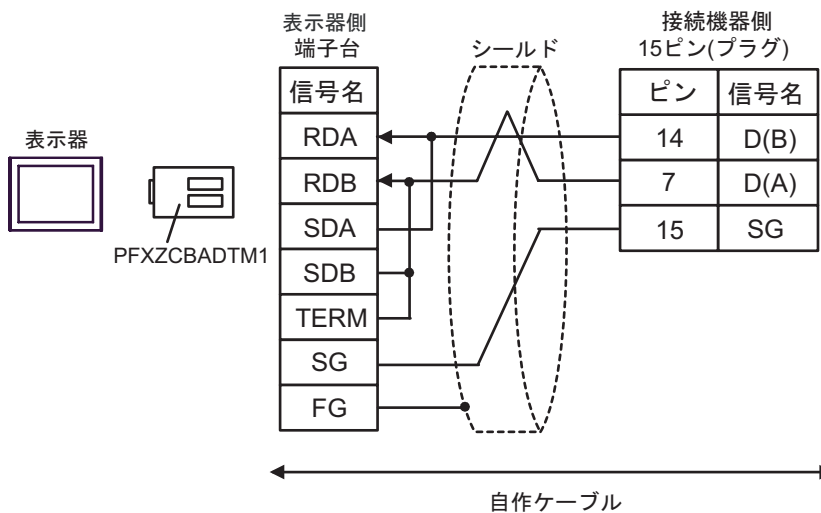 表示器側
端子台
シールド
接続機器側
15ピン(プラグ)
信号名
ピン 信号名
表示器
RDA
14 D(B)
RDB
7 D(A)
SDA
15 SG
PFXZCBADTM1
SDB
TERM
SG
FG
自作ケーブル